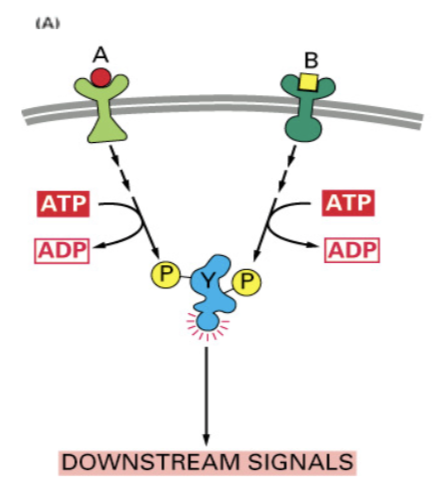 (A)
A
B
ATP
ATP
ADP
ADP
P
Y
P
DOWNSTREAM SIGNALS